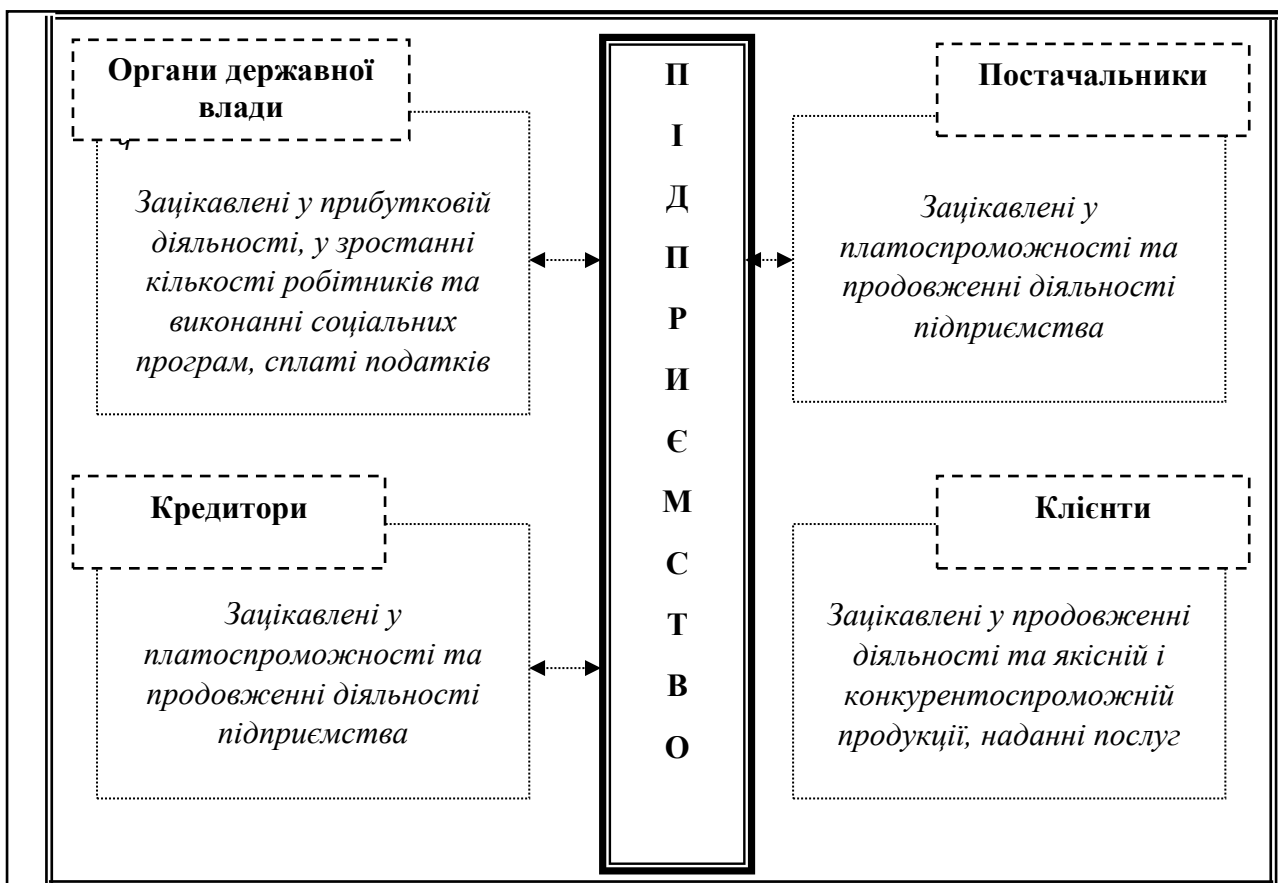 Органи державної
влади
Зацікавлені у прибутковій
діяльності, у зростанні
кількості робітників та
виконанні соціальних
програм, сплаті податків
Кредитори
Зацікавлені у
платоспроможності та
продовженні діяльності
підприємства
П
І
Д
П
Р
И
Є
М
С
Т
В
О
Постачальники
Зацікавлені у
платоспроможності та
продовженні діяльності
підприємства
Клієнти
Зацікавлені у продовженні
діяльності та якісній і
конкурентоспроможній
продукції, наданні послуг